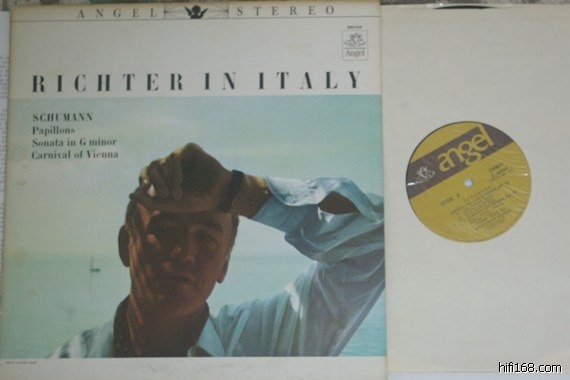 ANGEL STEREO
Angel
RICHTER IN ITALY
SCHUMANN
Papillons
Sonata in G minor
Carnival of Vienna
angel
hifi168.com